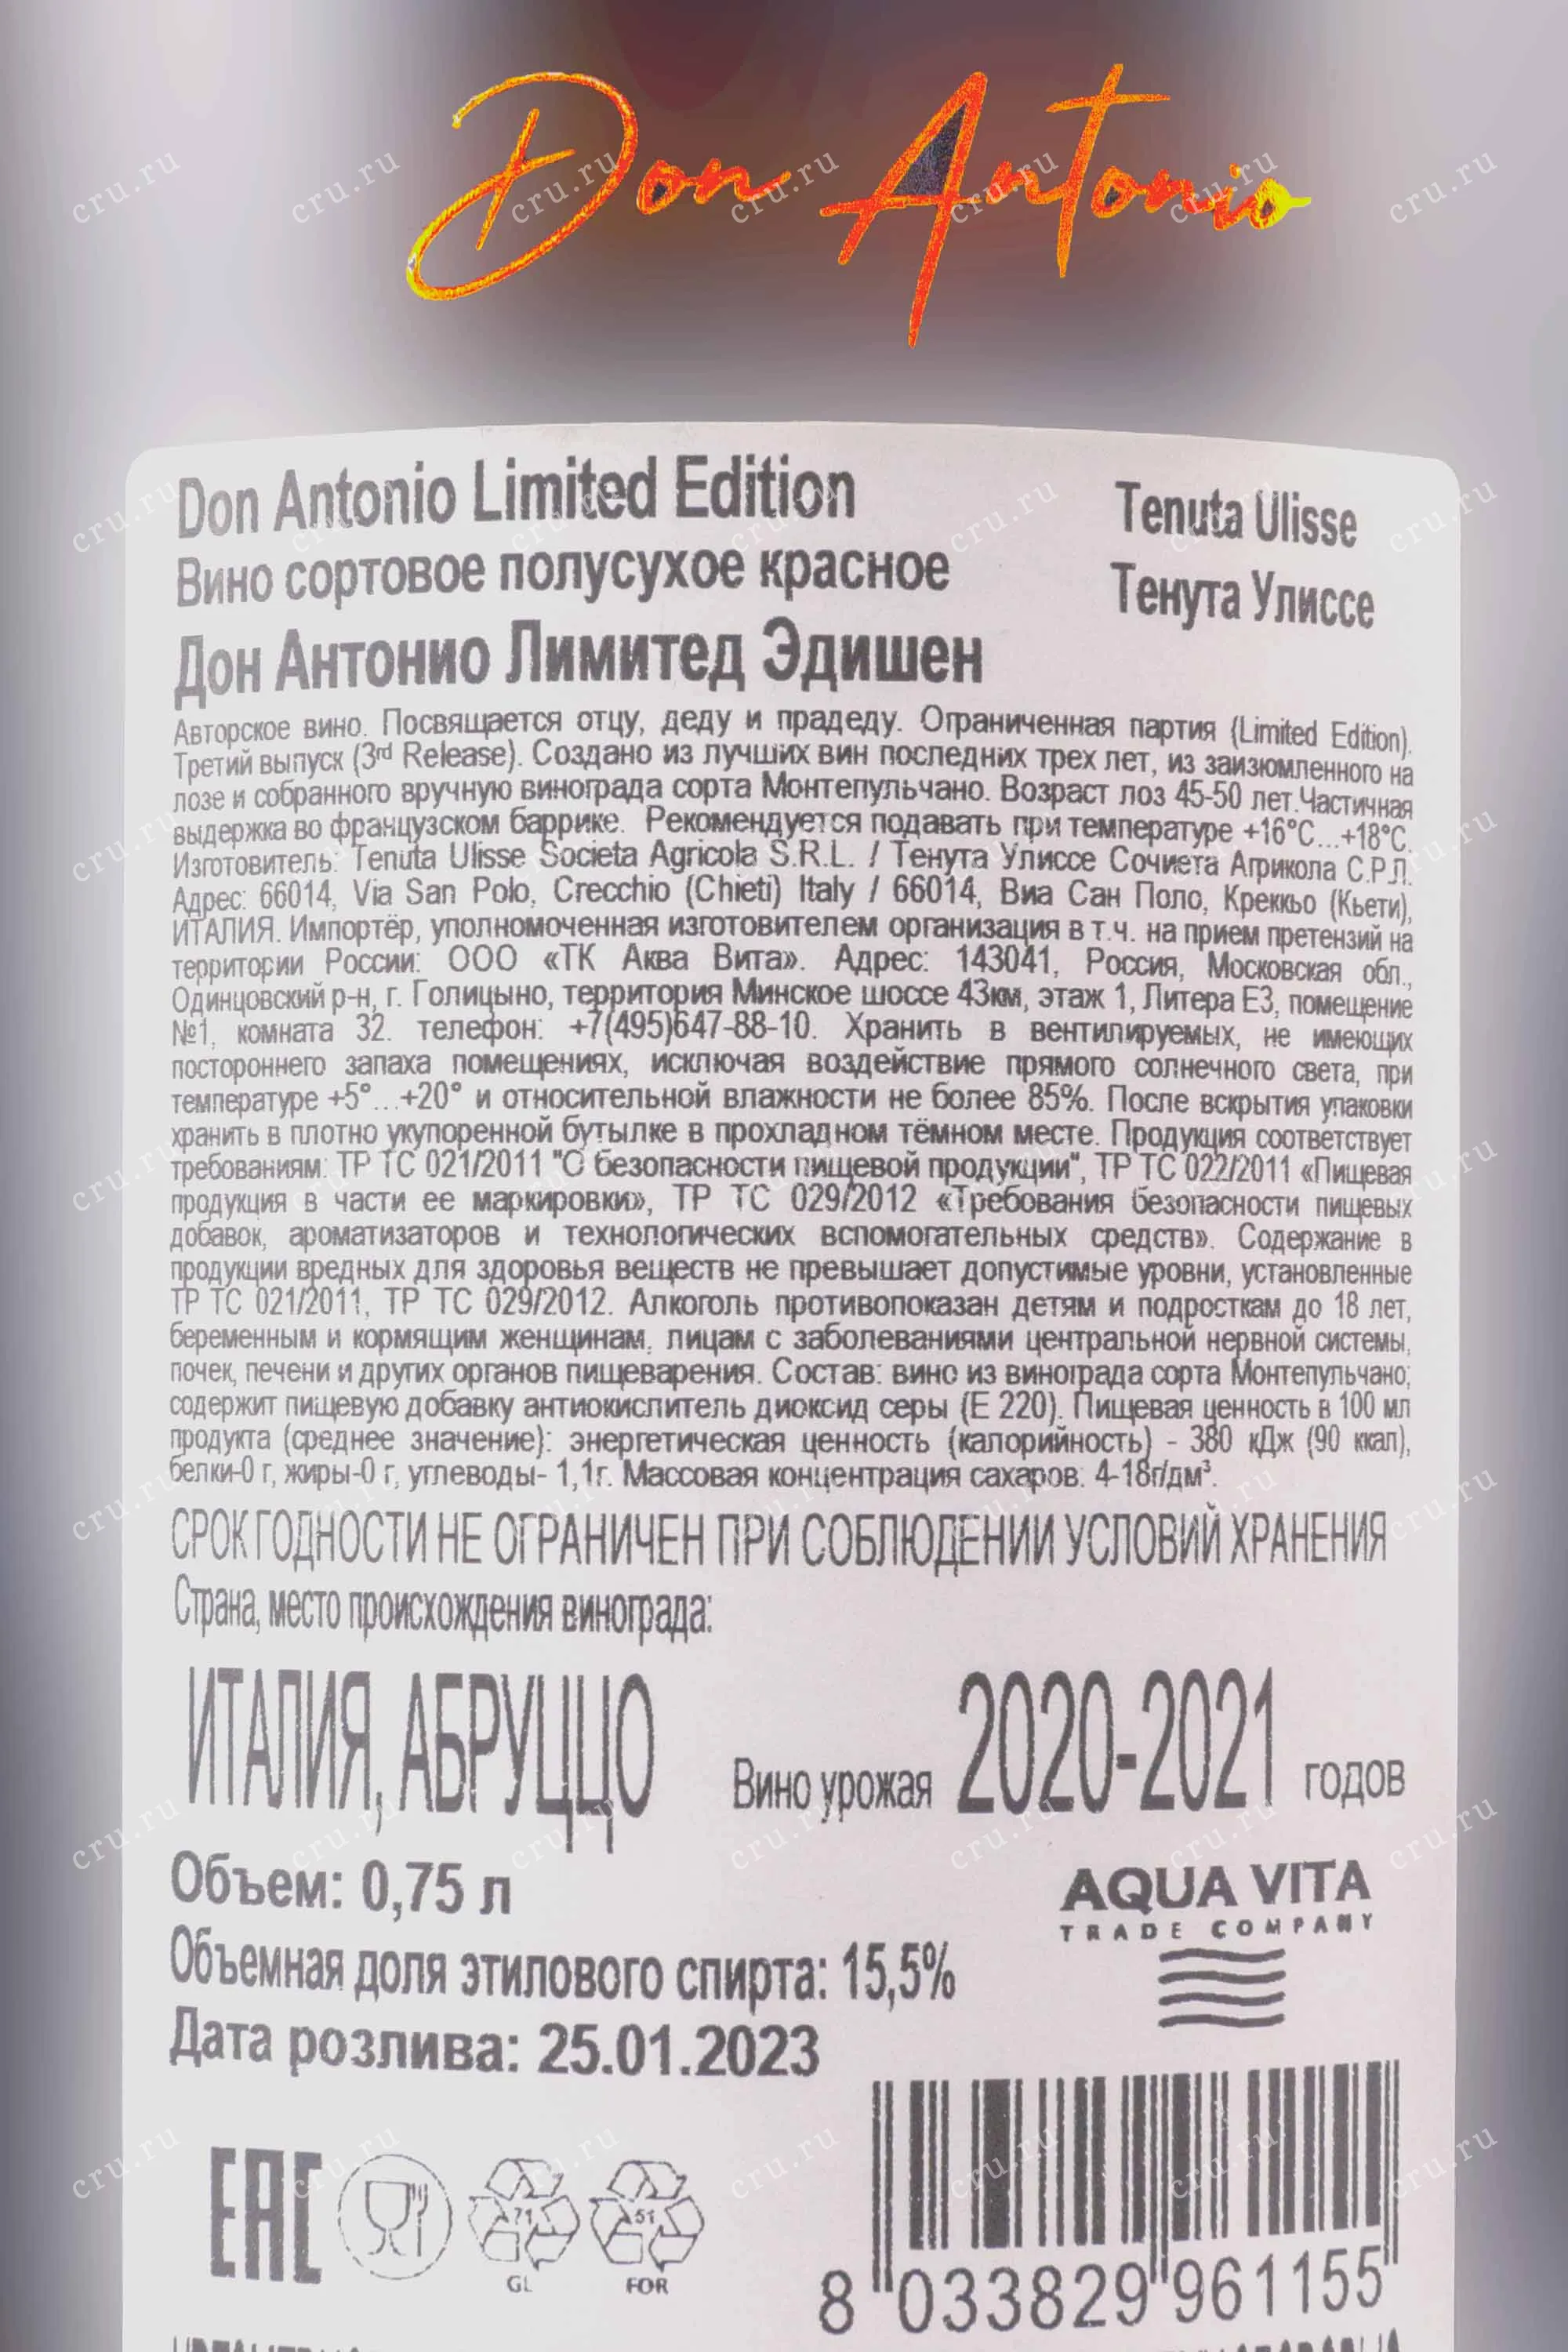 Don Antonio
Don Antonio Limited Edition
Tenuta Ulisse
Вино сортовое полусухое красное
Тенута Улиссе
Дон Антонио Лимитед Эдишен
Авторское вино. Посвящается отцу, деду и прадеду. Ограниченная партия (Limited Edition).
Третий выпуск (3rd Release). Создано из лучших вин последних трех лет, из заизюмленного на
лозе и собранного вручную винограда сорта Монтепульчано. Возраст лоз 45-50 лет.Частичная
выдержка во французском баррике. Рекомендуется подавать при температуре +16°С...+18°С.
Изготовитель: Tenuta Ulisse Societa Agricola S.R.L. / Тенута Улиссе Сочиета Агрикола С.Р.Л.
Адрес: 66014, Via San Polo, Crecchio (Chieti) Italy / 66014, Виа Сан Поло, Креккьо (Кьети),
ИТАЛИЯ. Импортёр, уполномоченная изготовителем организация в т.ч. на прием претензий на
территории России: ООО «ТК Аква Вита». Адрес: 143041, Россия, Московская обл.,
Одинцовский р-н, г. Голицыно, территория Минское шоссе 43км, этаж 1, Литера Е3, помещение
№1, комната 32. телефон: +7(495)647-88-10. Хранить в вентилируемых, не имеющих
постороннего запаха помещениях, исключая воздействие прямого солнечного света, при
температуре +5°...+20° и относительной влажности не более 85%. После вскрытия упаковки
хранить в плотно укупоренной бутылке в прохладном тёмном месте. Продукция соответствует
требованиям: ТР ТС 021/2011 "О безопасности пищевой продукции", ТР ТС 022/2011 «Пищевая
продукция в части ее маркировки», ТР ТС 029/2012 «Требования безопасности пищевых
добавок, ароматизаторов и технологических вспомогательных средств». Содержание в
продукции вредных для здоровья веществ не превышает допустимые уровни, установленные
ТР ТС 021/2011, ТР ТС 029/2012. Алкоголь противопоказан детям и подросткам до 18 лет,
беременным и кормящим женщинам, лицам с заболеваниями центральной нервной системы,
почек, печени и других органов пищеварения. Состав: вино из винограда сорта Монтепульчано;
содержит пищевую добавку антиокислитель диоксид серы (Е 220). Пищевая ценность в 100 мл
продукта (среднее значение): энергетическая ценность (калорийность) - 380 кДж (90 ккал),
белки-0 г, жиры-0 г, углеводы- 1,1г. Массовая концентрация сахаров: 4-18г/дм³.
СРОК ГОДНОСТИ НЕ ОГРАНИЧЕН ПРИ СОБЛЮДЕНИИ УСЛОВИЙ ХРАНЕНИЯ
Страна, место происхождения винограда:
ИТАЛИЯ, АБРУЦЦО
Вино урожая 2020-2021 годов
Объем: 0,75 л
AQUA VITA
TRADE COMPANY
Объемная доля этилового спирта: 15,5%
Дата розлива: 25.01.2023
ЕАС
71
GL
51
FOR
8 033829 961155
cru.ru